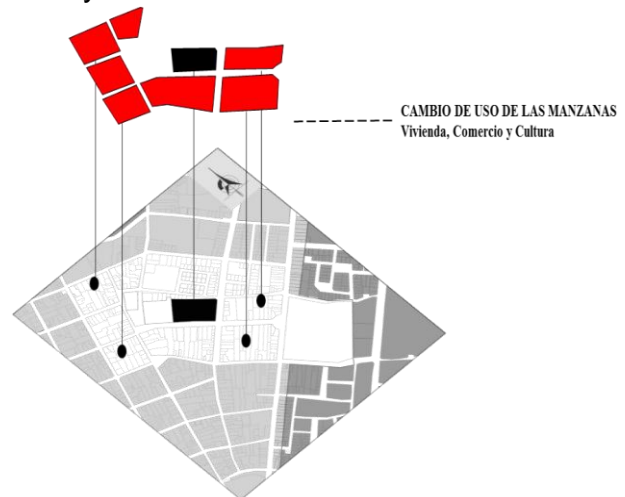 CAMBIO DE USO DE LAS MANZANAS
Vivienda, Comercio y Cultura